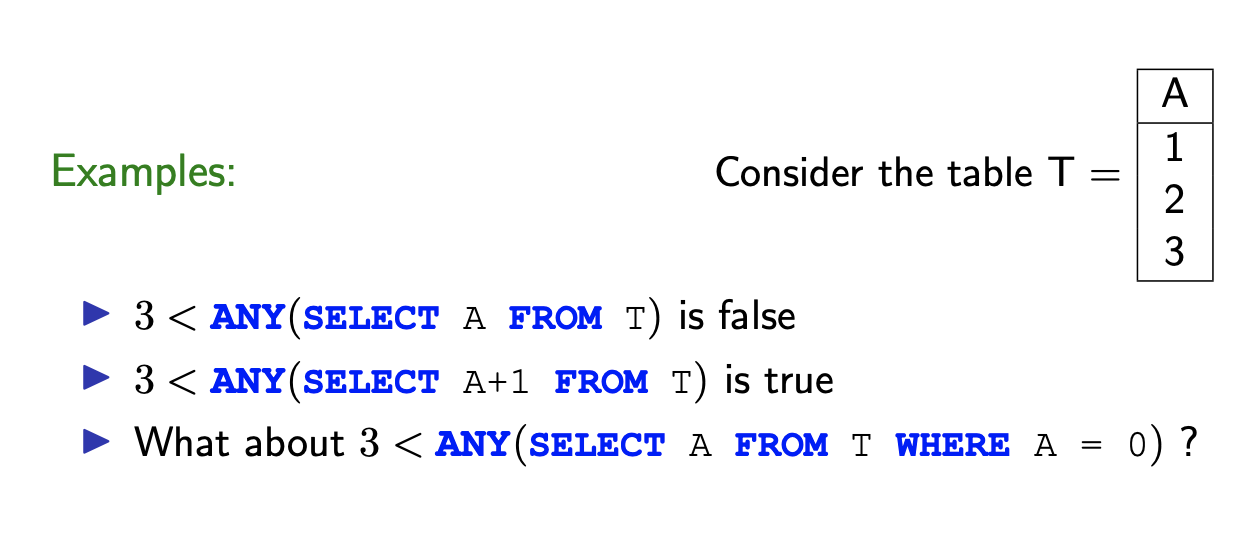 A
1
Examples: Consider the table T =
2
3
▶ 3 < ANY(SELECT A FROM T) is false
▶ 3 < ANY(SELECT A+1 FROM T) is true
▶ What about 3 < ANY(SELECT A FROM T WHERE A = 0) ?